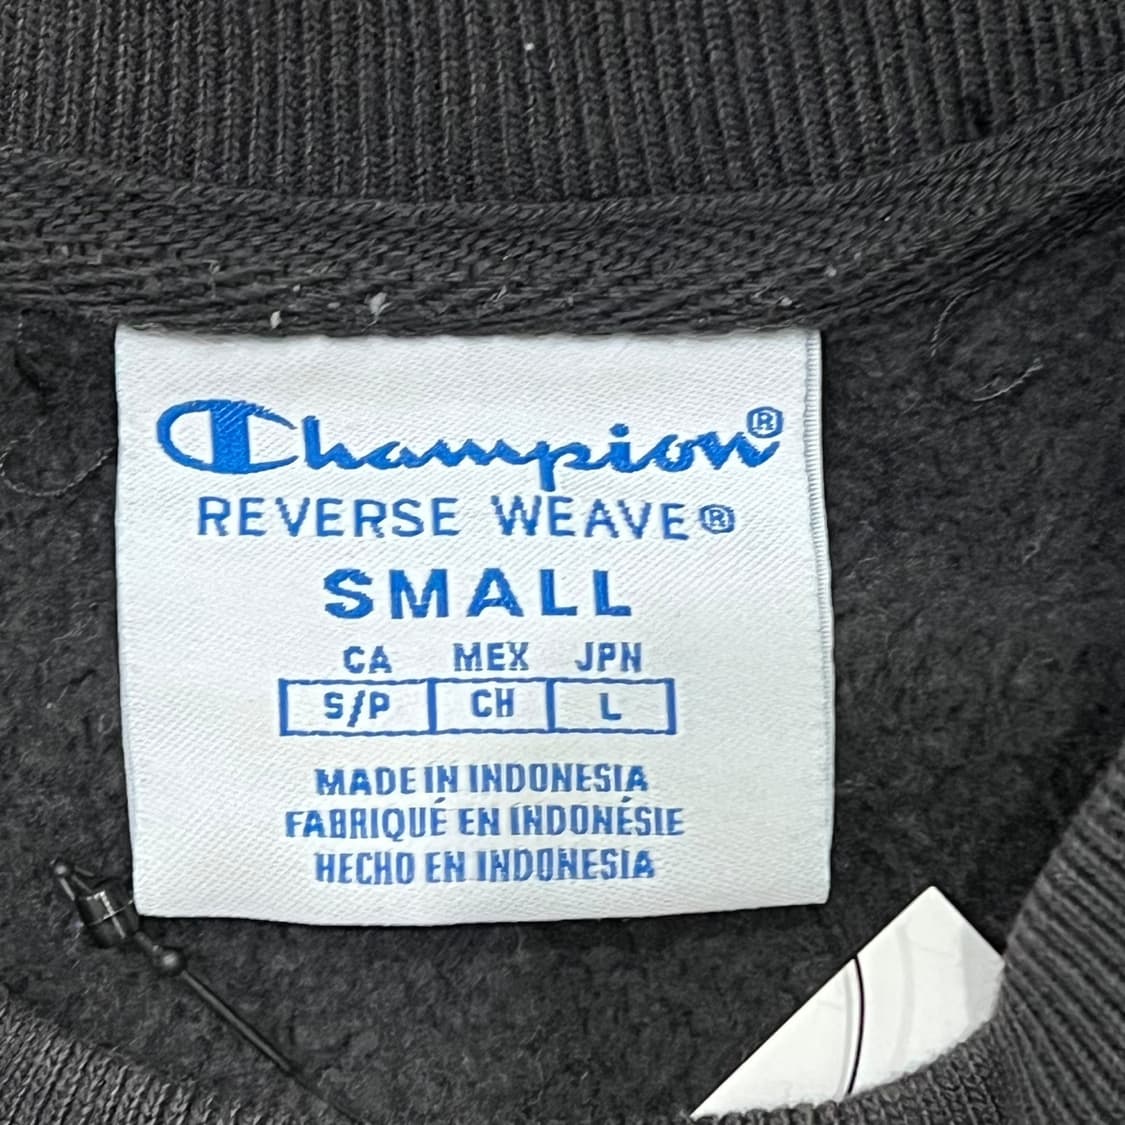 Champion®
REVERSE WEAVE®
SMALL
CA MEX JPN
S/P CH L
MADE IN INDONESIA
FABRIQUÉ EN INDONÉSIE
HECHO EN INDONESIA